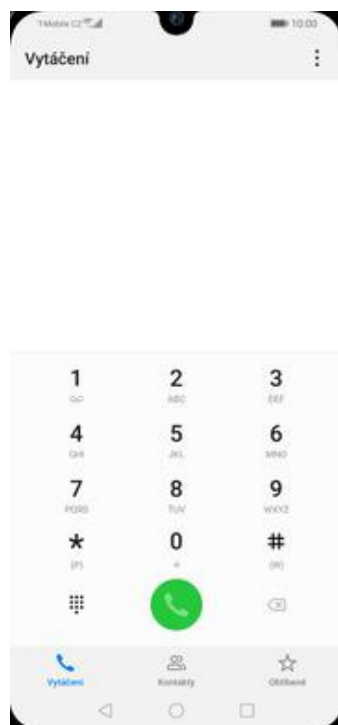 T-Mobile CZ 10:00
Vytáčení
1 2 3
ABC DEF
4 5 6
GHI JKL MNO
7 8 9
PQRS TUV WXYZ
* 0 #
(P) + (W)
Vytáčení Kontakty Oblíbené